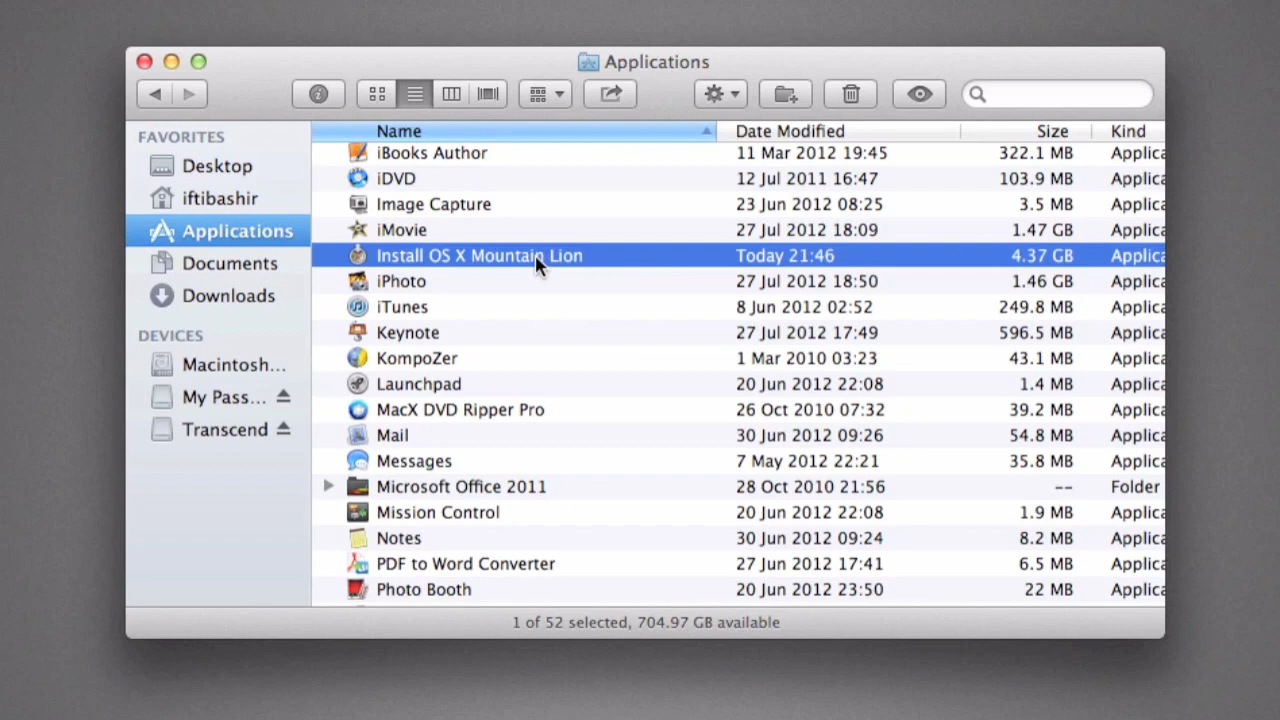 Applications
FAVORITES
Desktop
iftibashir
Applications
Documents
Downloads
DEVICES
Macintosh...
My Pass...
Transcend
Name Date Modified Size Kind
iBooks Author 11 Mar 2012 19:45 322.1 MB Applica
iDVD 12 Jul 2011 16:47 103.9 MB Applica
Image Capture 23 Jun 2012 08:25 3.5 MB Applica
iMovie 27 Jul 2012 18:09 1.47 GB Applica
Install OS X Mountain Lion Today 21:46 4.37 GB Applica
iPhoto 27 Jul 2012 18:50 1.46 GB Applica
iTunes 8 Jun 2012 02:52 249.8 MB Applica
Keynote 27 Jul 2012 17:49 596.5 MB Applica
KompoZer 1 Mar 2010 03:23 43.1 MB Applica
Launchpad 20 Jun 2012 22:08 1.4 MB Applica
MacX DVD Ripper Pro 26 Oct 2010 07:32 39.2 MB Applica
Mail 30 Jun 2012 09:26 54.8 MB Applica
Messages 7 May 2012 22:21 35.8 MB Applica
Microsoft Office 2011 28 Oct 2010 21:56 -- Folder
Mission Control 20 Jun 2012 22:08 1.9 MB Applica
Notes 30 Jun 2012 09:24 8.2 MB Applica
PDF to Word Converter 27 Jun 2012 17:41 6.5 MB Applica
Photo Booth 20 Jun 2012 23:50 22 MB Applica
1 of 52 selected, 704.97 GB available